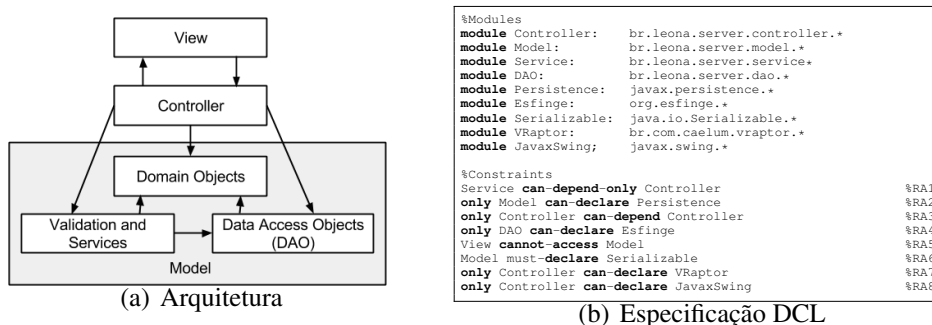 View
Controller
Domain Objects
Validation and
Services
Data Access Objects
(DAO)
Model
(a) Arquitetura
%Modules
module Controller: br.leona.server.controller.*
module Model: br.leona.server.model.*
module Service: br.leona.server.service*
module DAO: br.leona.server.dao.*
module Persistence: javax.persistence.*
module Esfinge: org.esfinge.*
module Serializable: java.io.Serializable.*
module VRaptor: br.com.caelum.vraptor.*
module JavaxSwing; javax.swing.*
%Constraints
Service can-depend-only Controller %RA1
only Model can-declare Persistence %RA2
only Controller can-depend Controller %RA3
only DAO can-declare Esfinge %RA4
View cannot-access Model %RA5
Model must-declare Serializable %RA6
only Controller can-declare VRaptor %RA7
only Controller can-declare JavaxSwing %RA8
(b) Especificação DCL